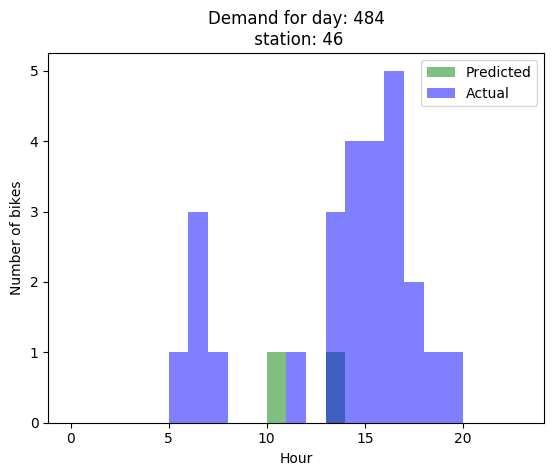 Demand for day: 484
station: 46
Predicted
Actual
Number of bikes
5
4
3
2
1
0
0
5
10
15
20
Hour